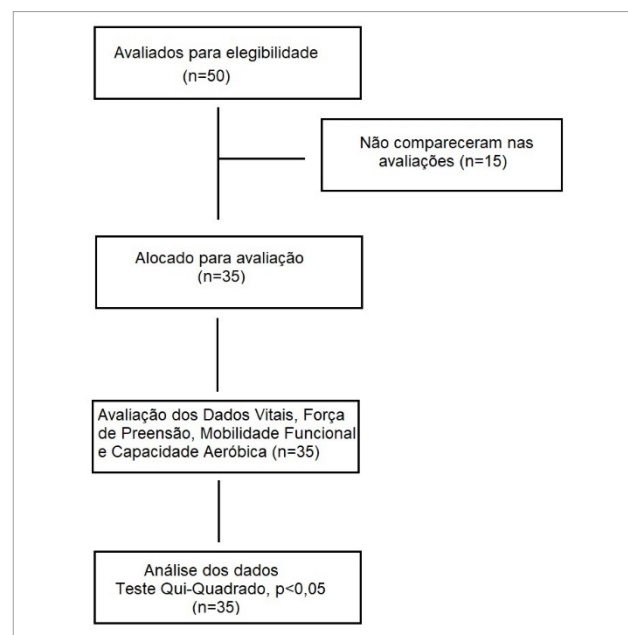 Avaliados para elegibilidade
(n=50)
Não compareceram nas
avaliações (n=15)
Alocado para avaliação
(n=35)
Avaliação dos Dados Vitais, Força
de Preensão, Mobilidade Funcional
e Capacidade Aeróbica (n=35)
Análise dos dados
Teste Qui-Quadrado, p<0,05
(n=35)